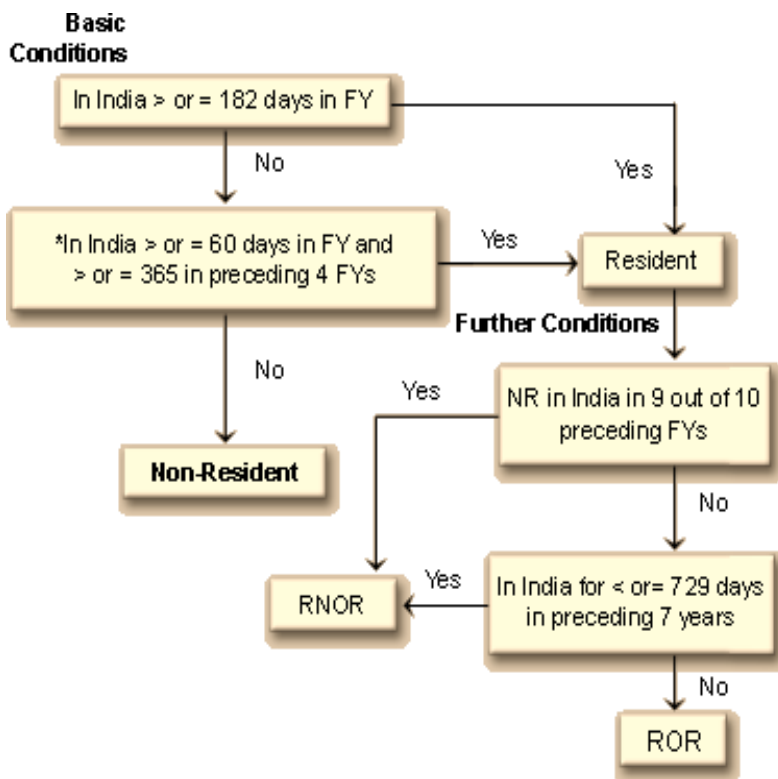 Basic
Conditions
In India > or = 182 days in FY
No
Yes
*In India > or = 60 days in FY and
> or = 365 in preceding 4 FYs
Yes
Resident
Further Conditions
No
Yes
NR in India in 9 out of 10
preceding FYs
Non-Resident
No
RNOR
Yes
In India for < or= 729 days
in preceding 7 years
No
ROR